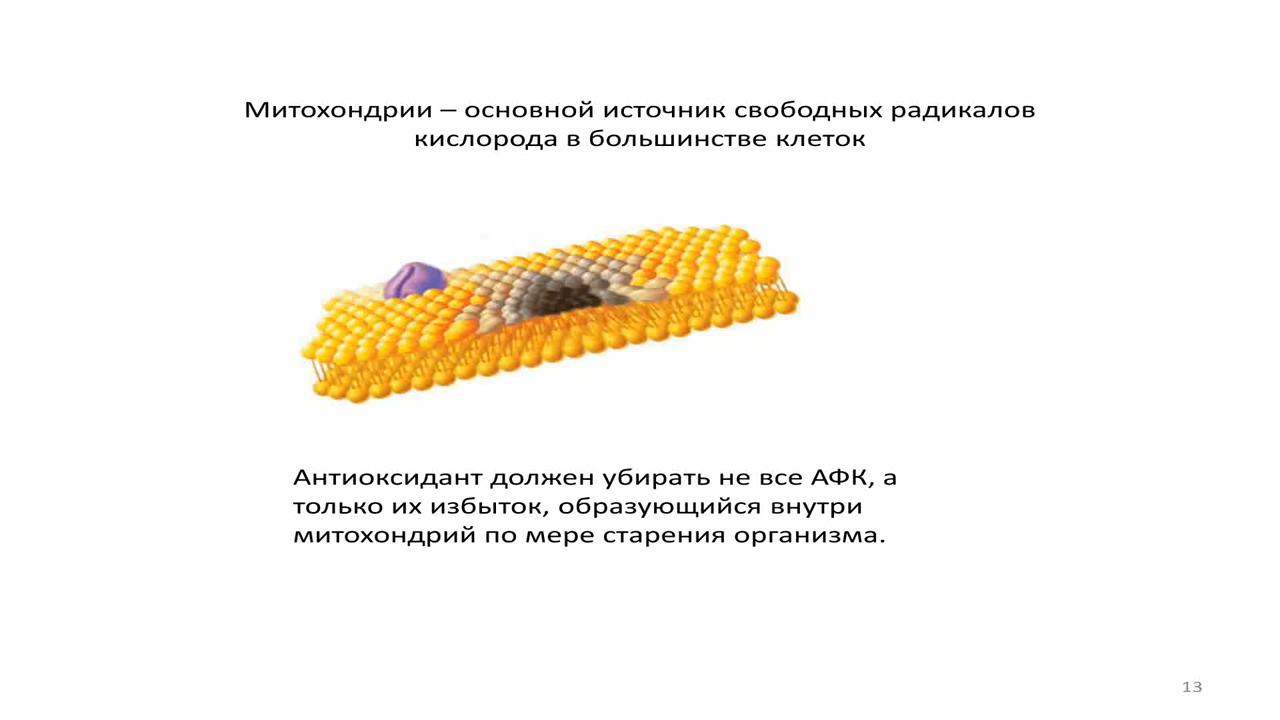 Митохондрии – основной источник свободных радикалов
кислорода в большинстве клеток
Антиоксидант должен убирать не все АФК, а
только их избыток, образующийся внутри
митохондрий по мере старения организма.
13